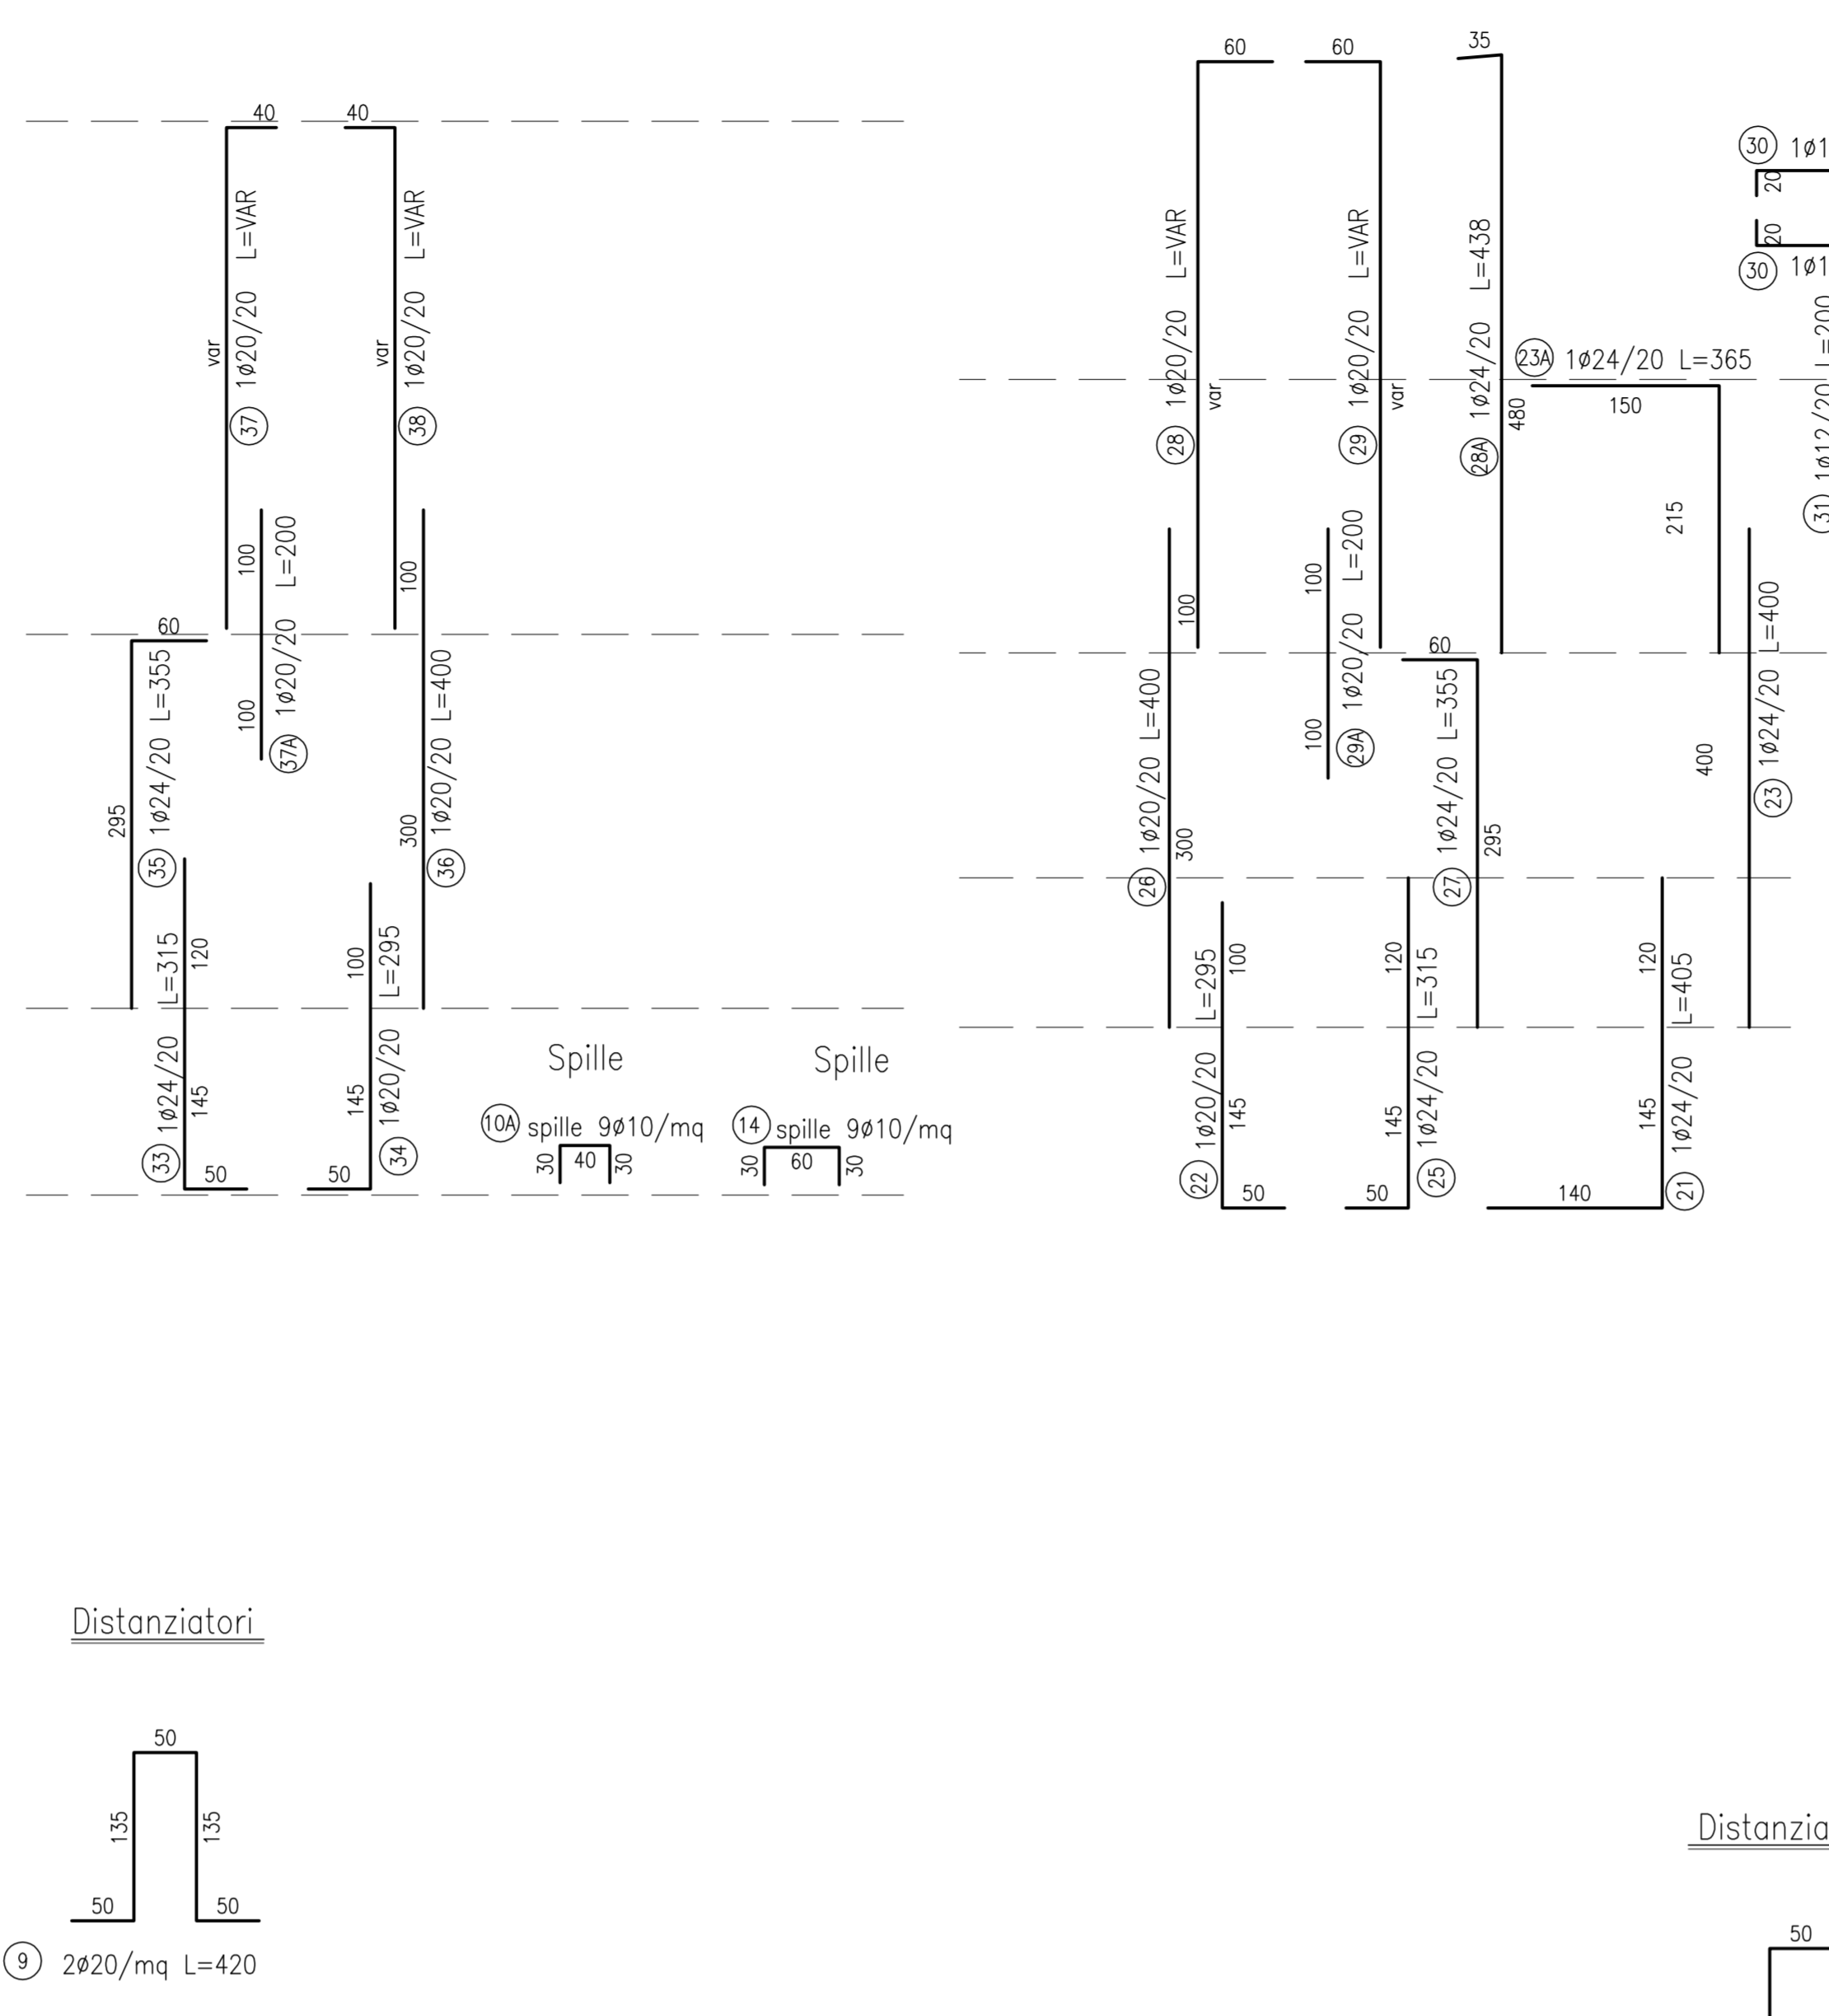 40
40
var
37 1ø20/20 L=VAR
var
38 1ø20/20 L=VAR
100
100
37A 1ø20/20 L=200
100
300
36 1ø20/20 L=400
60
295
35 1ø24/20 L=355
33 1ø24/20 L=315
120
145
50
100
145
34 1ø20/20 L=295
50
Spille
10A spille 9ø10/mq
30
40
30
Spille
14 spille 9ø10/mq
30
60
30
Distanziatori
50
135
135
50
50
9 2ø20/mq L=420
60
60
35
28 1ø20/20 L=VAR
var
29 1ø20/20 L=VAR
var
28A 1ø24/20 L=438
480
23A 1ø24/20 L=365
150
215
30 1ø1
20
20
30 1ø1
31 1ø12/20 L=200
100
300
26 1ø20/20 L=400
100
100
29A 1ø20/20 L=200
60
27 1ø24/20 L=355
295
400
23 1ø24/20 L=400
22 1ø20/20 L=295
100
145
50
120
145
25 1ø24/20 L=315
50
120
145
21 1ø24/20 L=405
140
Distanzia
50